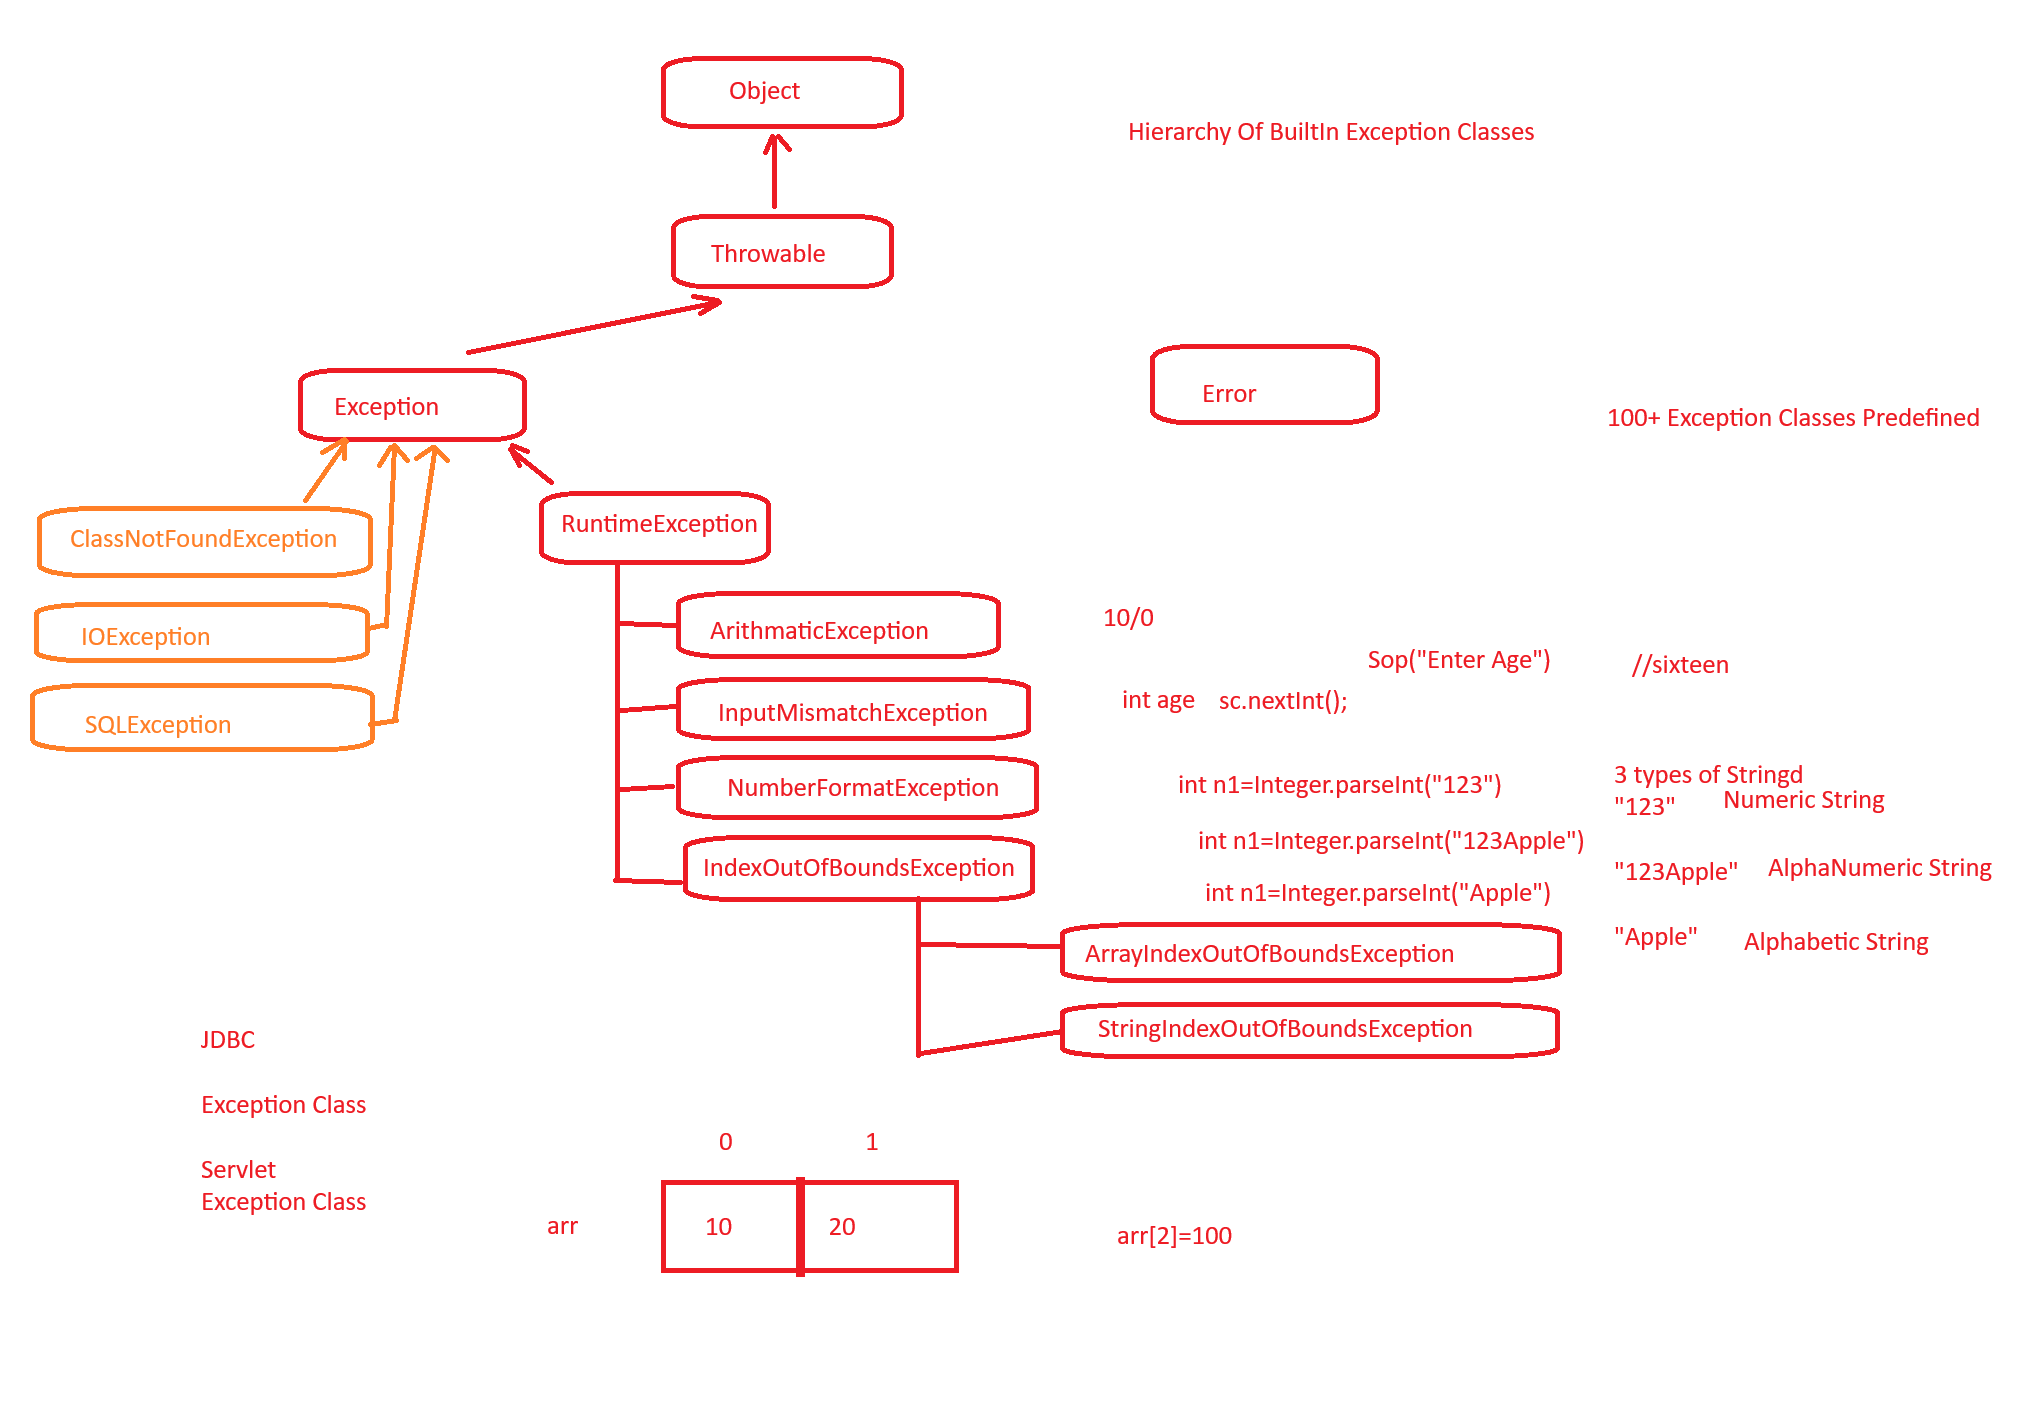 Object
Hierarchy Of BuiltIn Exception Classes
Throwable
Exception
Error
100+ Exception Classes Predefined
ClassNotFoundException
RuntimeException
IOException
SQLException
ArithmaticException
10/0
Sop("Enter Age")
//sixteen
InputMismatchException
int age
sc.nextInt();
NumberFormatException
int n1=Integer.parseInt("123")
3 types of Stringd
"123"
Numeric String
int n1=Integer.parseInt("123Apple")
IndexOutOfBoundsException
"123Apple"
AlphaNumeric String
int n1=Integer.parseInt("Apple")
"Apple"
Alphabetic String
ArrayIndexOutOfBoundsException
StringIndexOutOfBoundsException
JDBC
Exception Class
Servlet
Exception Class
0
1
arr
10
20
arr[2]=100